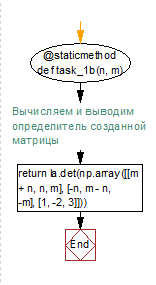 @staticmethod
def task_1b(n, m)
Вычисляем и выводим
определитель созданной
матрицы
return la.det(np.array([[m
+ n, n, m], [-n, m - n,
-m], [1, -2, 3]]))
End